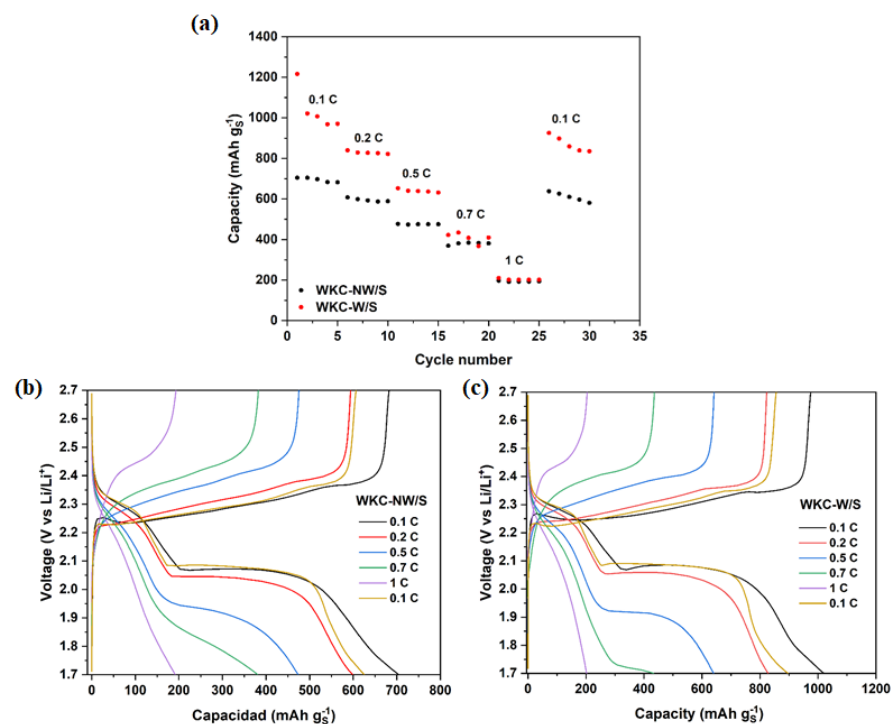 (a)
1400
1200
1000
800
600
400
200
0
Capacity (mAh gS-1)
0.1 C
0.2 C
0.5 C
0.7 C
1 C
0.1 C
WKC-NW/S
WKC-W/S
0 5 10 15 20 25 30 35
Cycle number
(b)
2.7
2.6
2.5
2.4
2.3
2.2
2.1
2.0
1.9
1.8
1.7
Voltage (V vs Li/Li+)
WKC-NW/S
0.1 C
0.2 C
0.5 C
0.7 C
1 C
0.1 C
0 100 200 300 400 500 600 700 800
Capacidad (mAh gS-1)
(c)
2.7
2.6
2.5
2.4
2.3
2.2
2.1
2.0
1.9
1.8
1.7
Voltage (V vs Li/Li+)
WKC-W/S
0.1 C
0.2 C
0.5 C
0.7 C
1 C
0.1 C
0 200 400 600 800 1000 1200
Capacity (mAh gS-1)